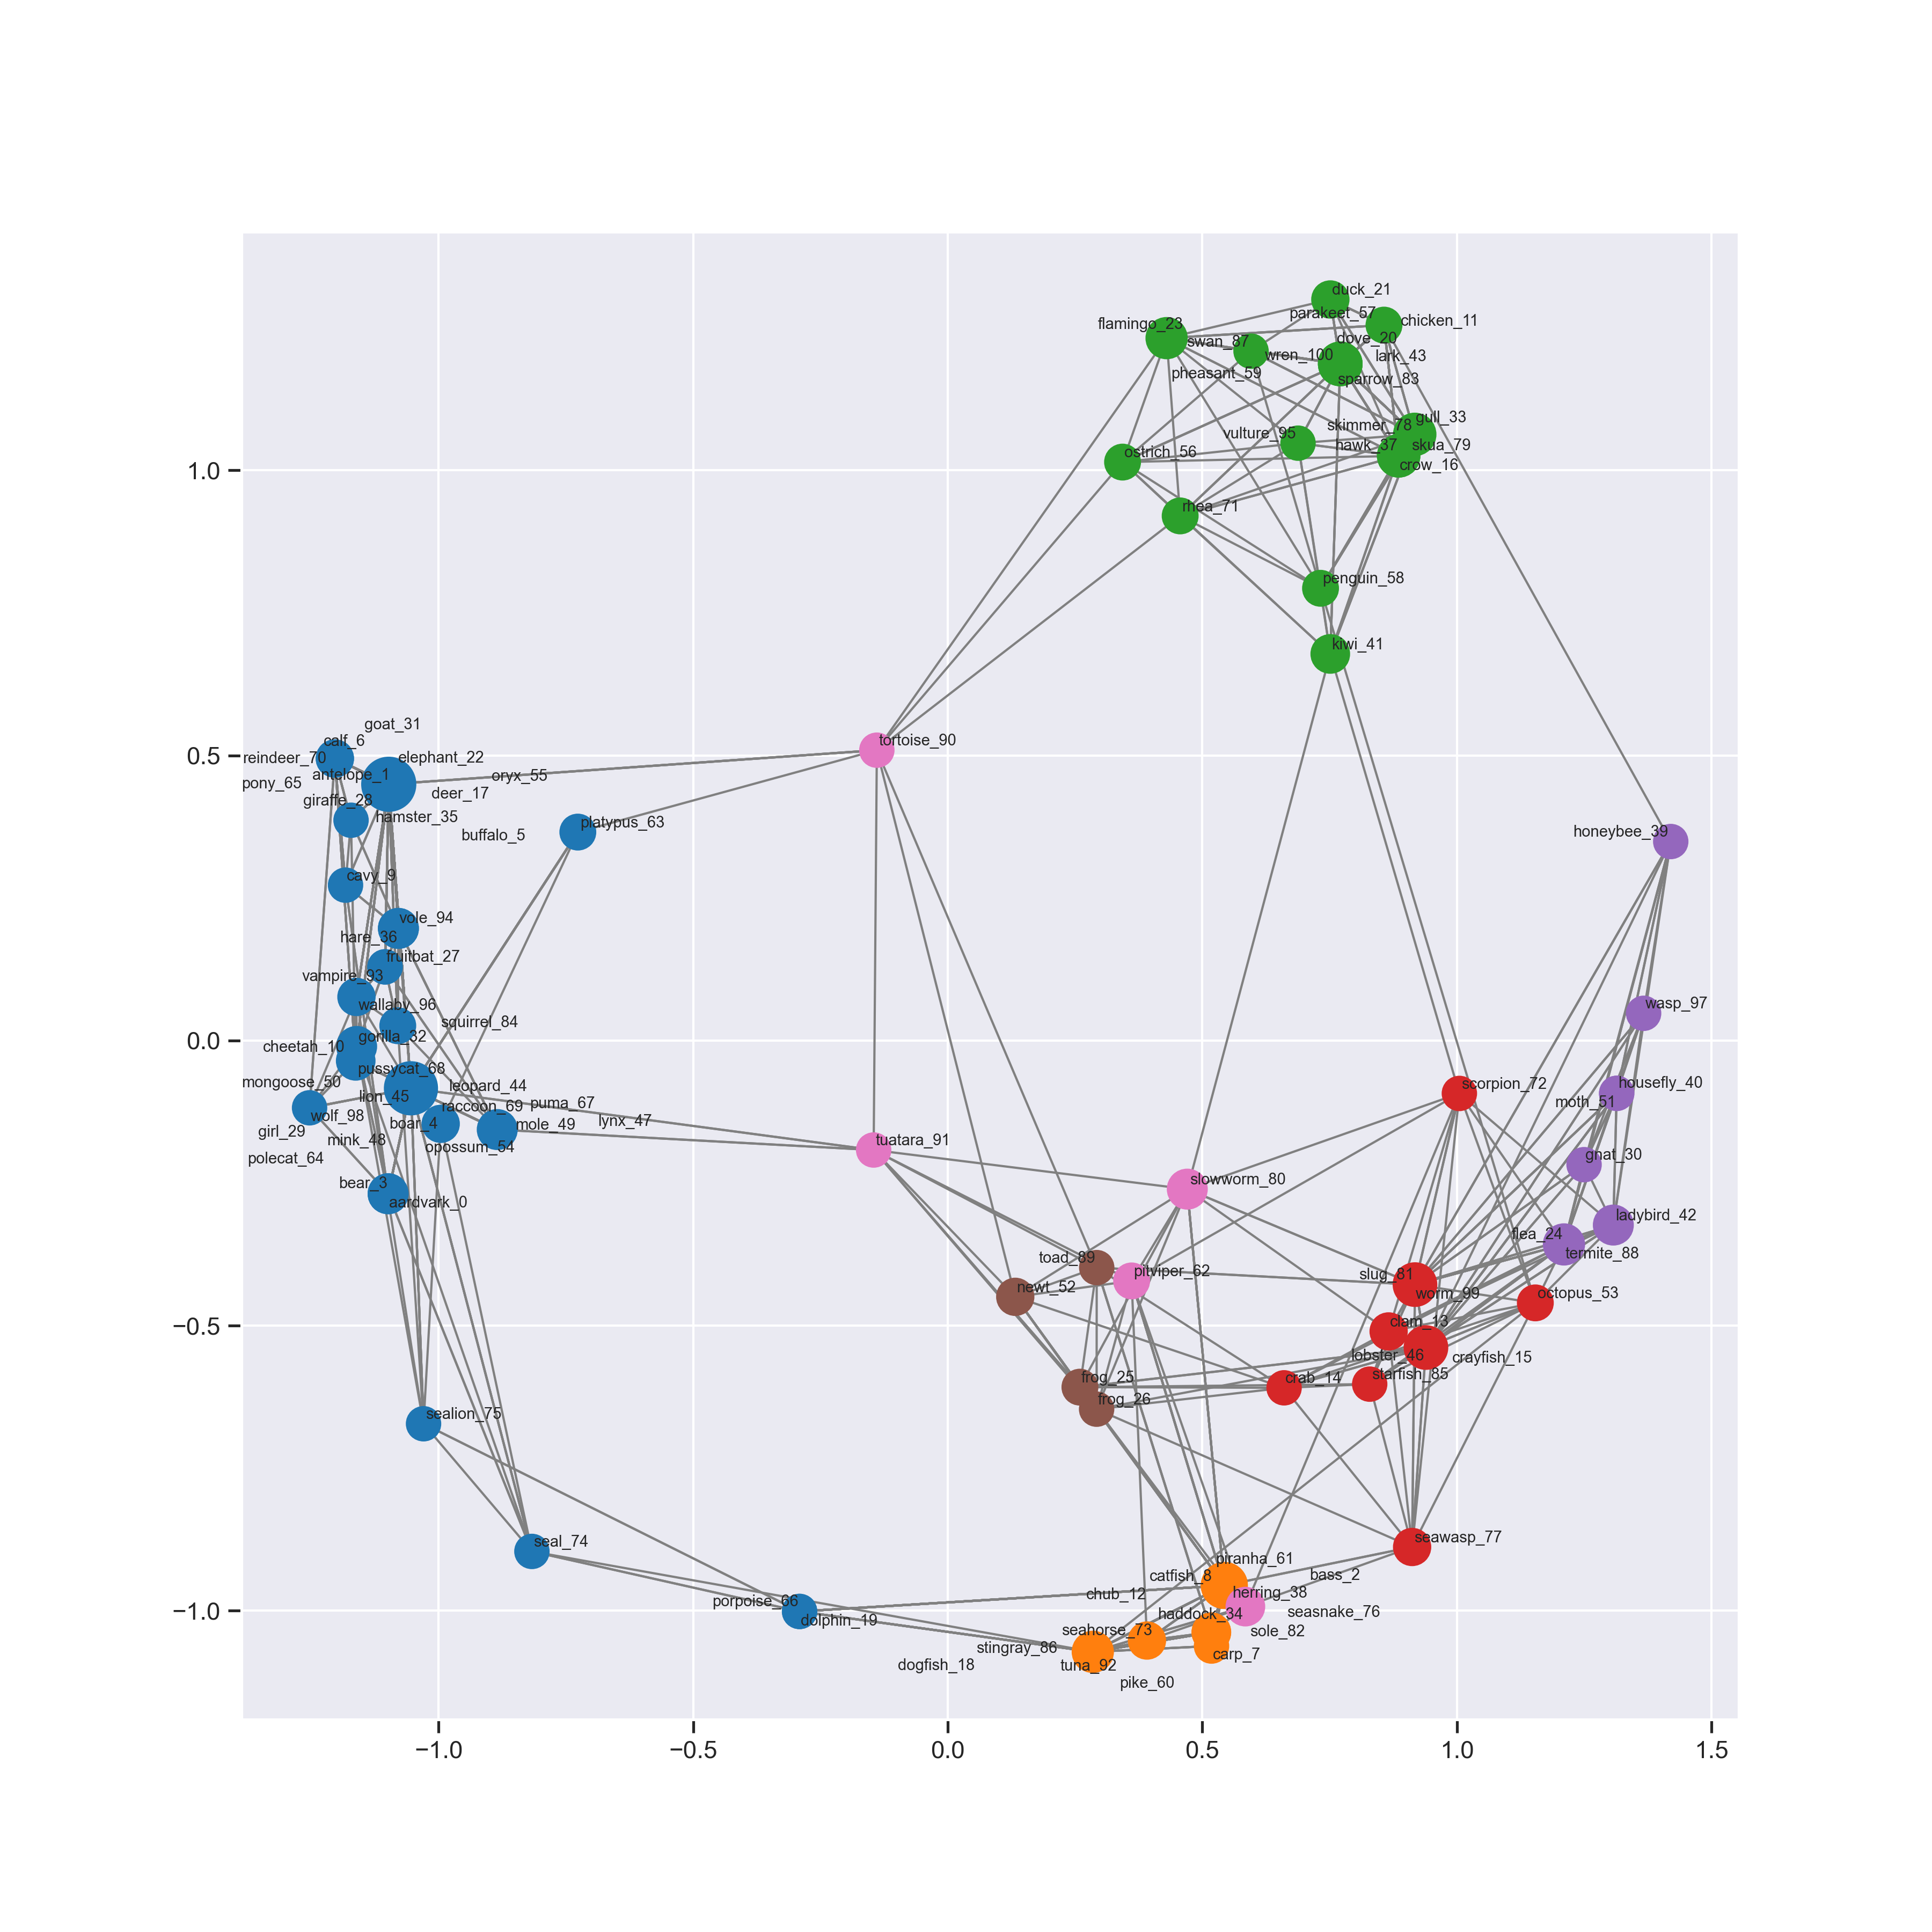 duck_21
parakeet_57
chicken_11
flamingo_23
dove_20
swan_87
wren_100
lark_43
pheasant_59
sparrow_83
gull_33
skimmer_78
vulture_95
hawk_37
skua_79
ostrich_56
crow_16
1.0
rhea_71
penguin_58
kiwi_41
goat_31
calf_6
tortoise_90
reindeer_70
elephant_22
0.5
antelope_1
oryx_55
pony_65
deer_17
giraffe_28
hamster_35
platypus_63
buffalo_5
honeybee_39
cavy_9
vole_94
hare_36
fruitbat_27
vampire_93
wallaby_96
wasp_97
squirrel_84
gorilla_32
0.0
cheetah_10
pussycat_68
mongoose_50
leopard_44
scorpion_72
housefly_40
lion_45
raccoon_69
puma_67
moth_51
wolf_98
boar_4
mole_49
lynx_47
girl_29
mink_48
opossum_54
tuatara_91
gnat_30
polecat_64
bear_3
slowworm_80
aardvark_0
ladybird_42
flea_24
termite_88
toad_89
pitviper_62
slug_81
newt_52
worm_99
octopus_53
−0.5
clam_13
lobster_46
crayfish_15
frog_25
crab_14
starfish_85
frog_26
sealion_75
seawasp_77
seal_74
piranha_61
catfish_8
bass_2
chub_12
herring_38
porpoise_66
−1.0
haddock_34
seasnake_76
dolphin_19
seahorse_73
sole_82
stingray_86
carp_7
dogfish_18
tuna_92
pike_60
−1.0
−0.5
0.0
0.5
1.0
1.5